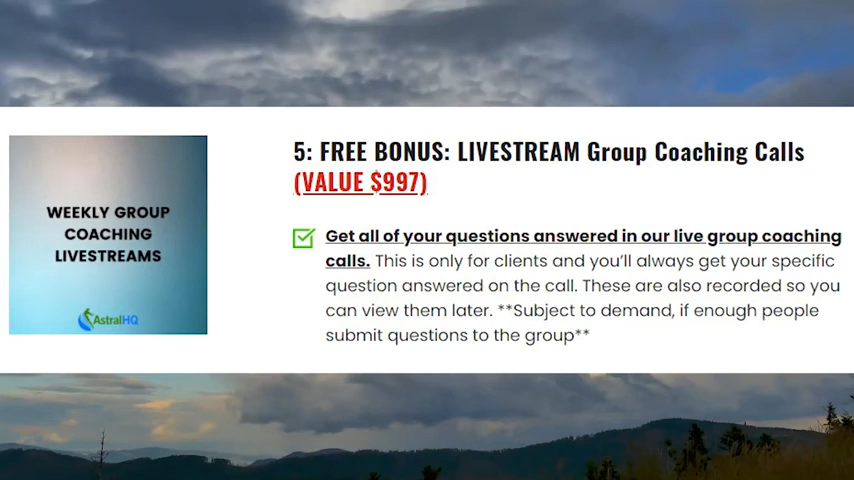 WEEKLY GROUP
COACHING
LIVESTREAMS
AstralHQ
5: FREE BONUS: LIVESTREAM Group Coaching Calls
(VALUE $997)
Get all of your questions answered in our live group coaching
calls. This is only for clients and you'll always get your specific
question answered on the call. These are also recorded so you
can view them later. **Subject to demand, if enough people
submit questions to the group**